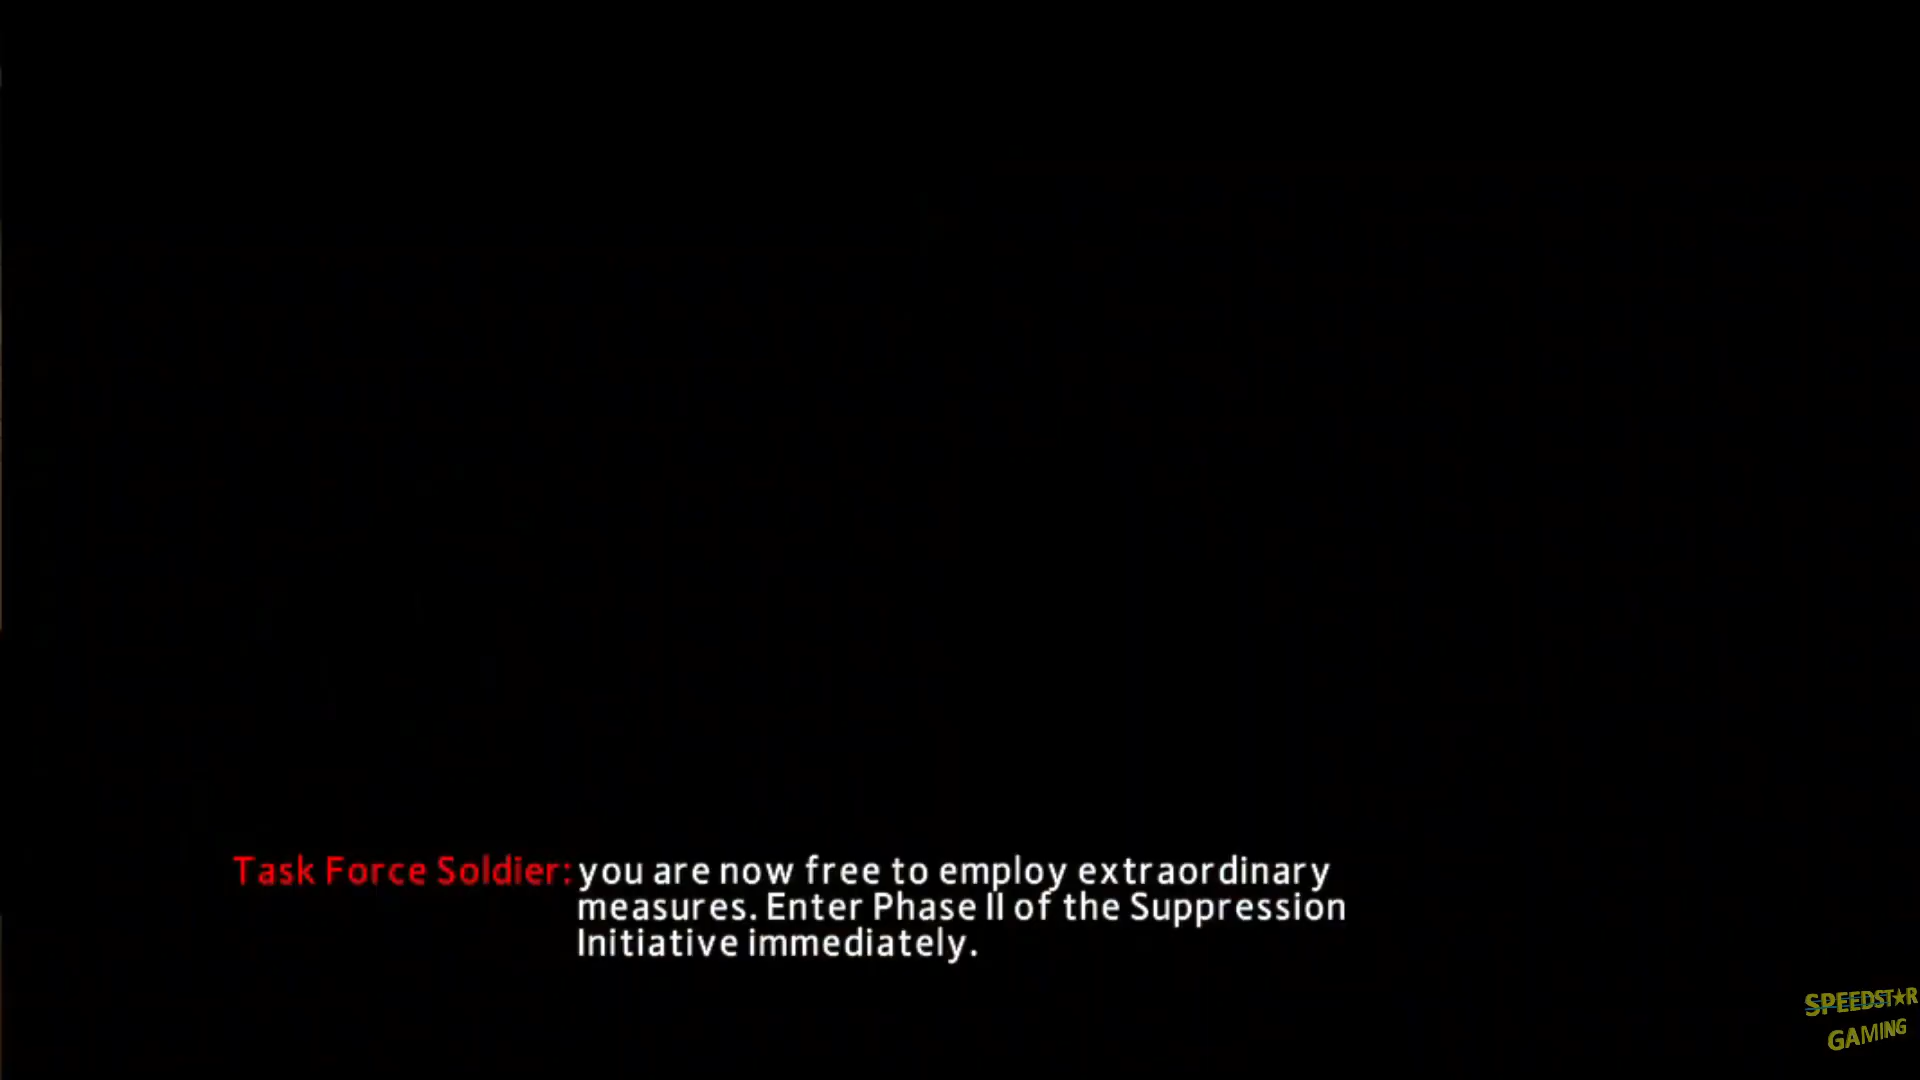 Task Force Soldier: you are now free to employ extraordinary
measures. Enter Phase II of the Suppression
Initiative immediately.
SPEEDST★R
GAMING